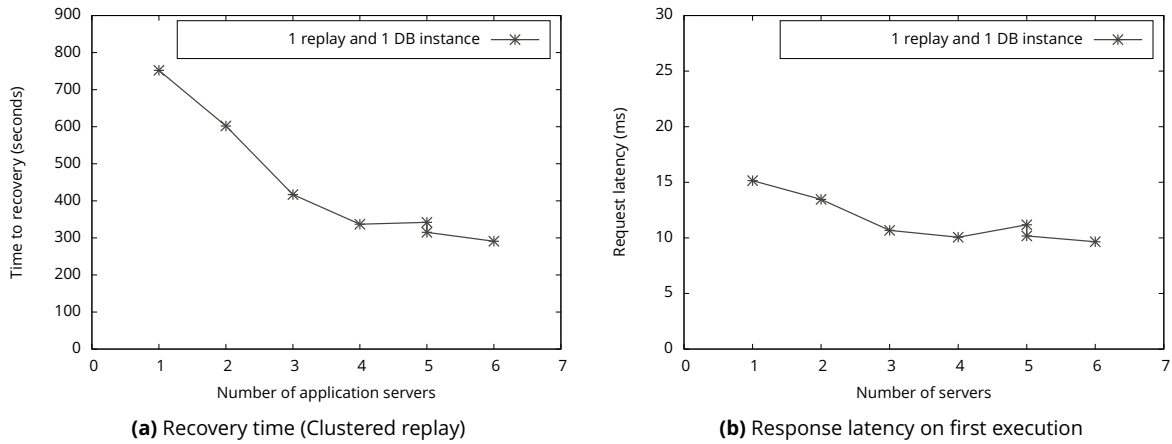 900
800
700
600
500
400
300
200
100
0
Time to recovery (seconds)
1 replay and 1 DB instance
0 1 2 3 4 5 6 7
Number of application servers
(a) Recovery time (Clustered replay)
30
25
20
15
10
5
0
Request latency (ms)
1 replay and 1 DB instance
0 1 2 3 4 5 6 7
Number of servers
(b) Response latency on first execution